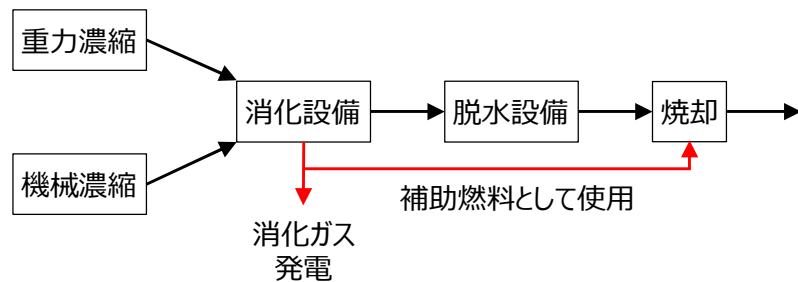 重力濃縮
消化設備
脱水設備
焼却
機械濃縮
補助燃料として使用
消化ガス
発電